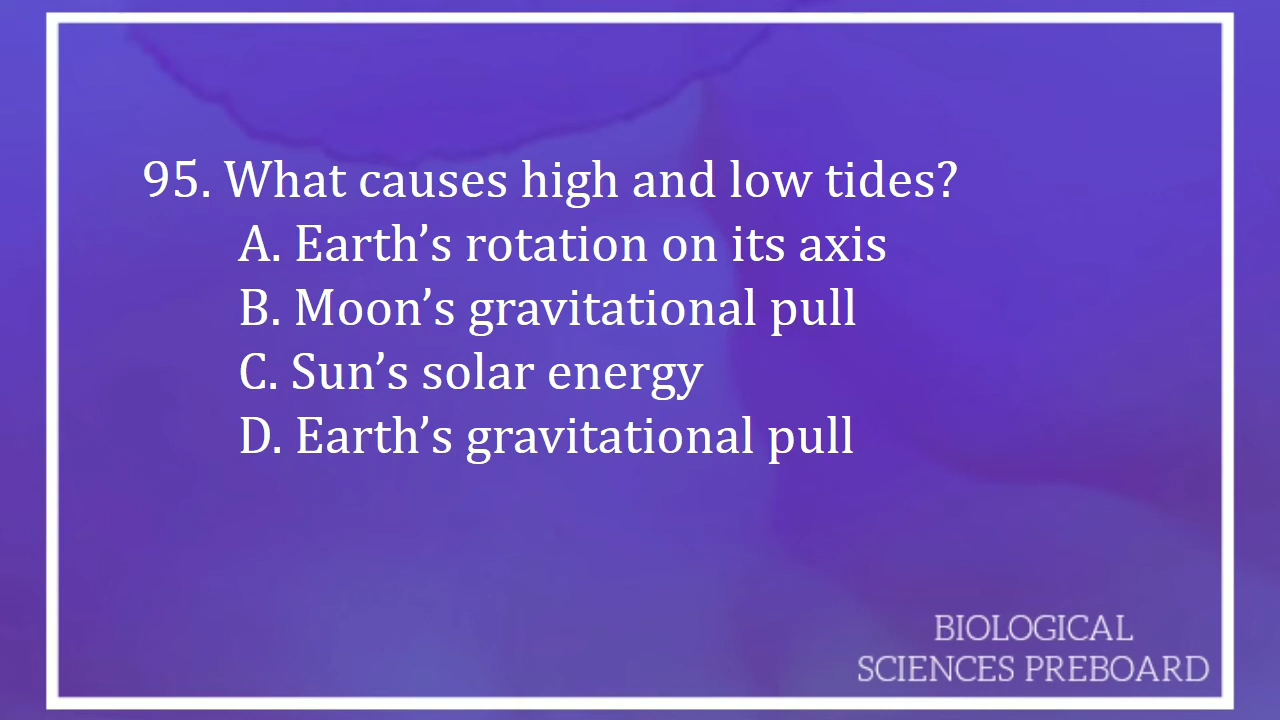 95. What causes high and low tides?
A. Earth’s rotation on its axis
B. Moon’s gravitational pull
C. Sun’s solar energy
D. Earth’s gravitational pull
BIOLOGICAL
SCIENCES PREBOARD